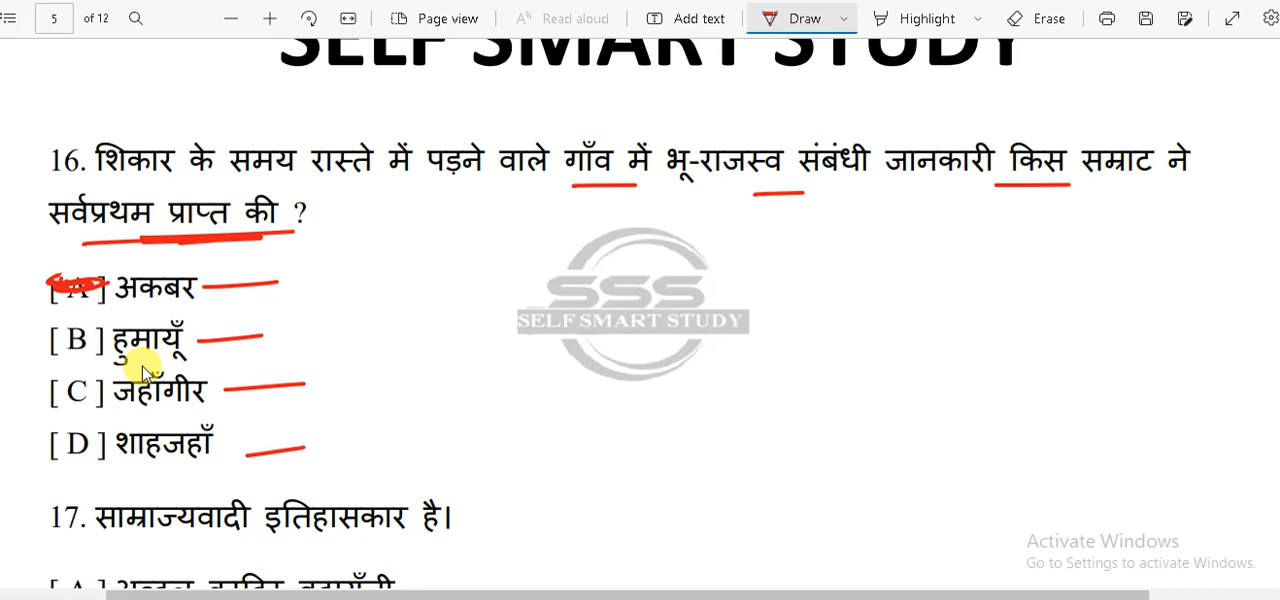 5 of 12 Page view Read aloud Add text Draw Highlight Erase
SELF SMART STUDY
16. शिकार के समय रास्ते में पड़ने वाले गाँव में भू-राजस्व संबंधी जानकारी किस सम्राट ने
सर्वप्रथम प्राप्त की ?
[ A ] अकबर
[ B ] हुमायूँ
[ C ] जहाँगीर
[ D ] शाहजहाँ
SSS
SELF SMART STUDY
17. साम्राज्यवादी इतिहासकार है।
Activate Windows
Go to Settings to activate Windows.